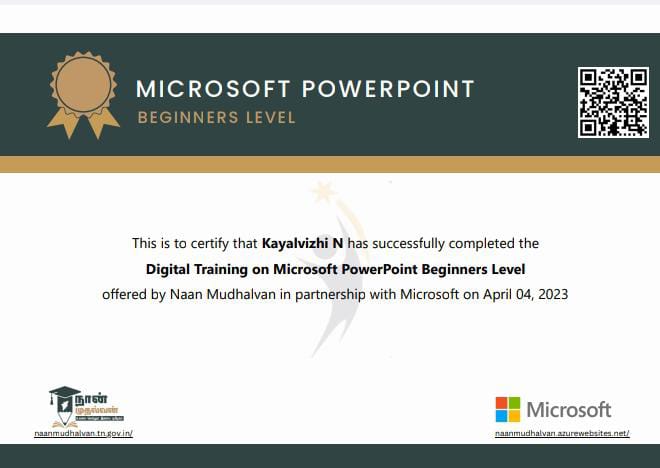 MICROSOFT POWERPOINT
BEGINNERS LEVEL
This is to certify that Kayalvizhi N has successfully completed the
Digital Training on Microsoft PowerPoint Beginners Level
offered by Naan Mudhalvan in partnership with Microsoft on April 04, 2023
நான்
முதல்வன்
naanmudhalvan.tn.gov.in/
Microsoft
naanmudhalvan.azurewebsites.net/